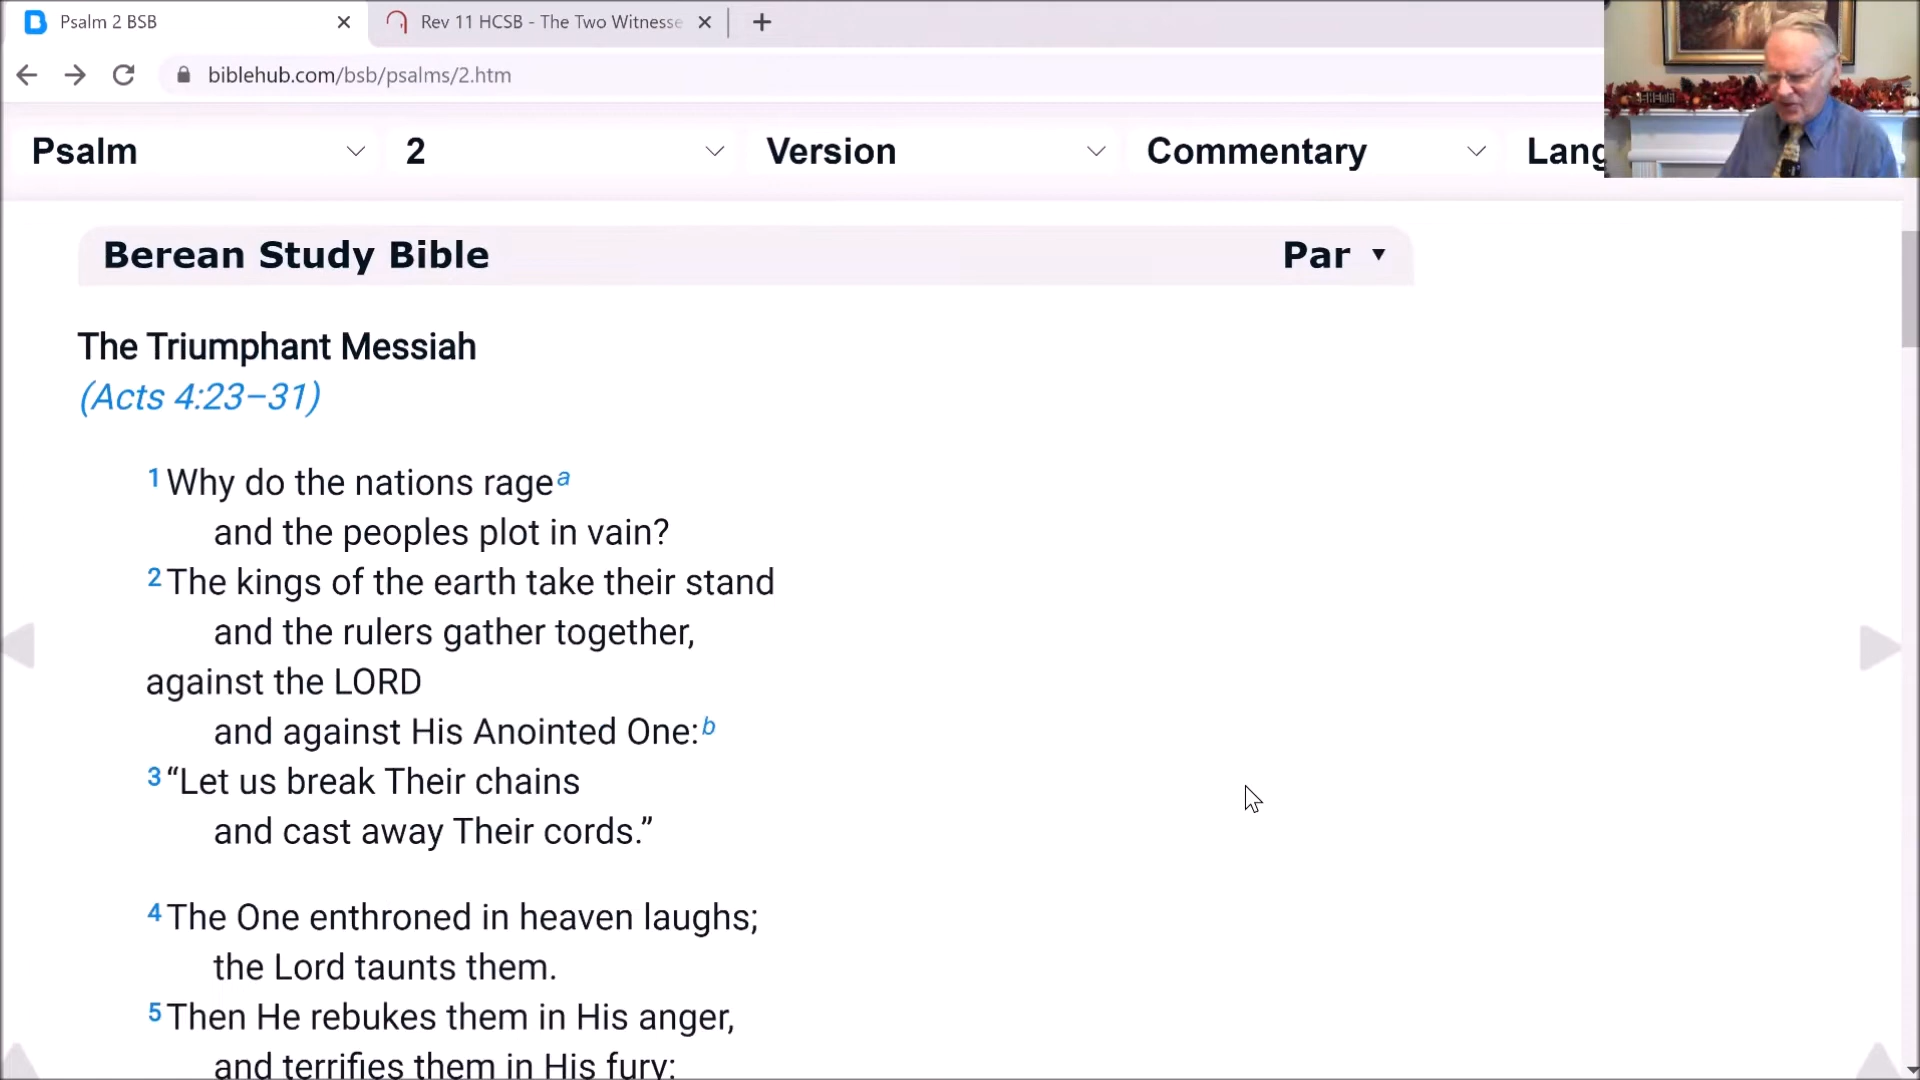 Psalm 2 BSB
Rev 11 HCSB - The Two Witnesse
biblehub.com/bsb/psalms/2.htm
Psalm 2 Version Commentary Lang
Berean Study Bible Par
The Triumphant Messiah
(Acts 4:23–31)
1 Why do the nations rage a
and the peoples plot in vain?
2 The kings of the earth take their stand
and the rulers gather together,
against the LORD
and against His Anointed One: b
3 “Let us break Their chains
and cast away Their cords.”
4 The One enthroned in heaven laughs;
the Lord taunts them.
5 Then He rebukes them in His anger,
and terrifies them in His fury: